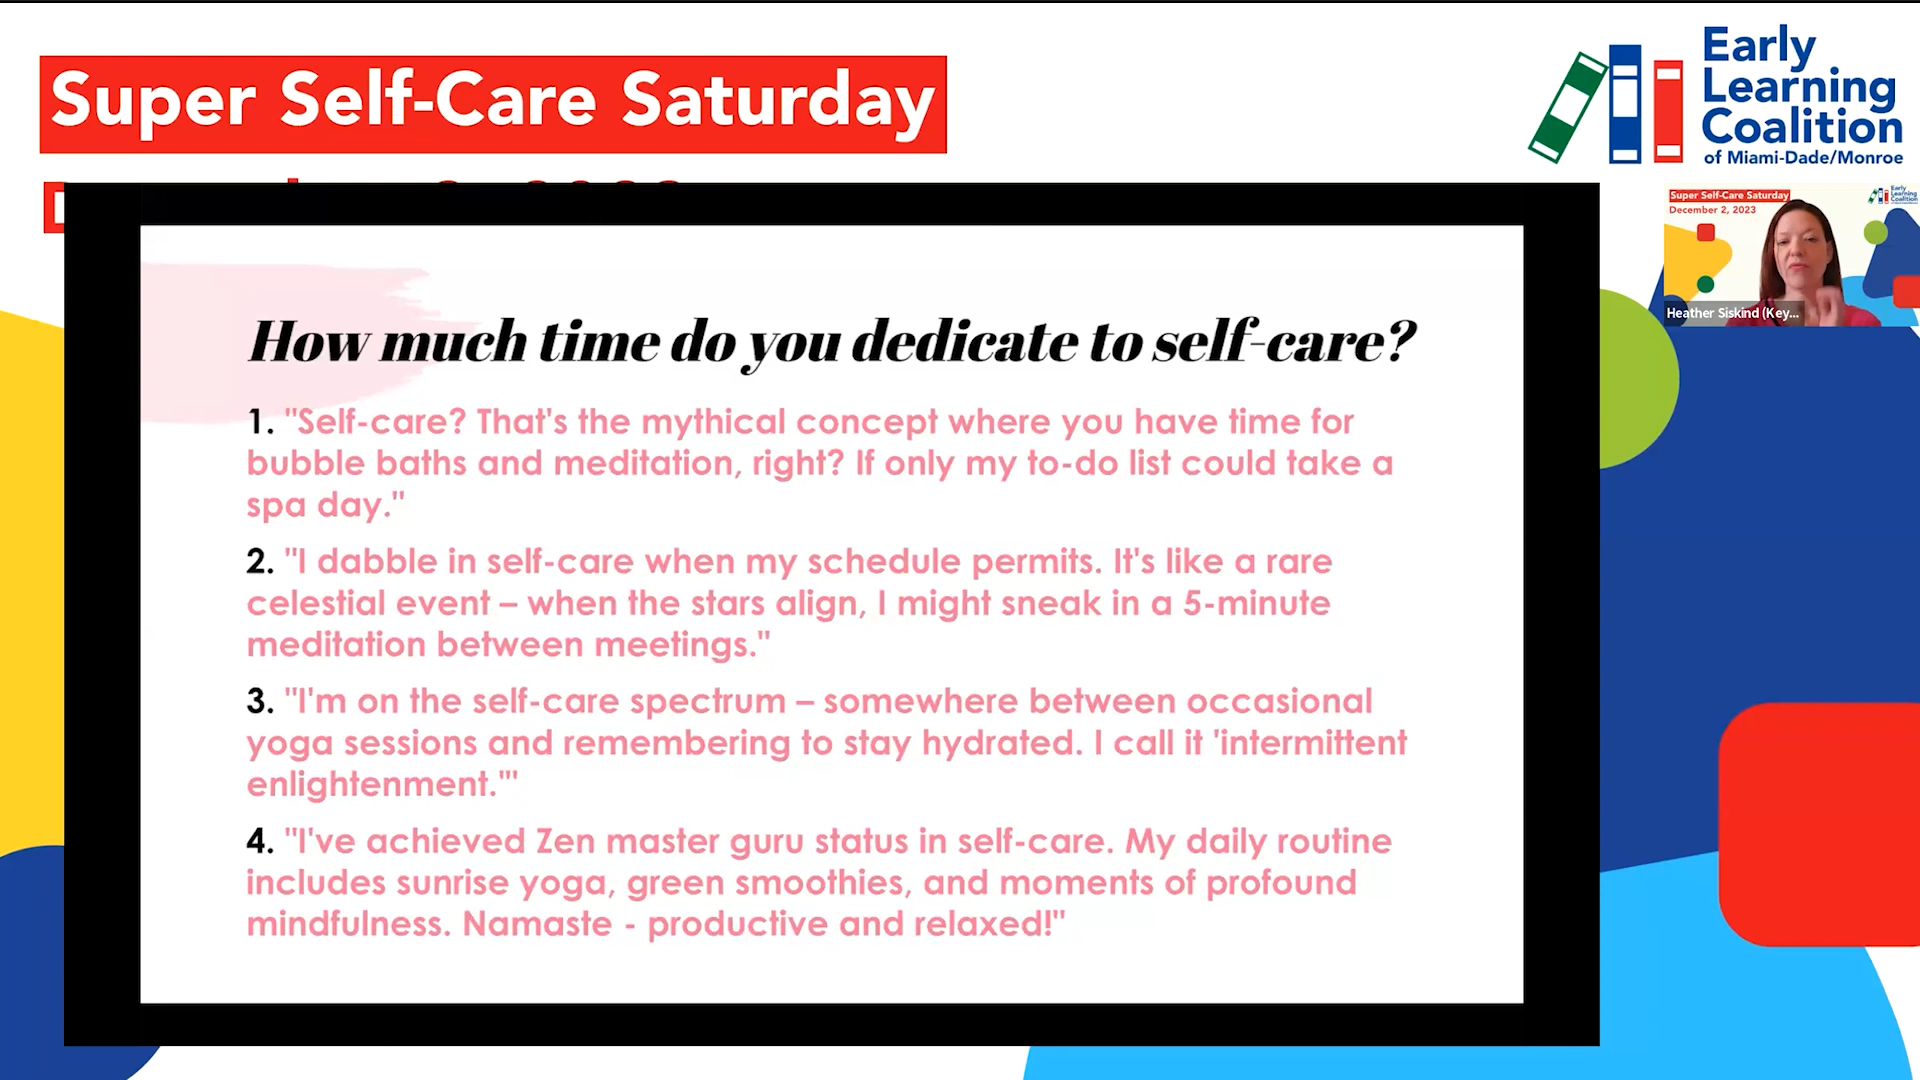 Super Self-Care Saturday
Early
Learning
Coalition
of Miami-Dade/Monroe
Super Self-Care Saturday
December 2, 2023
Early
Learning
Coalition
Heather Siskind (Key...
How much time do you dedicate to self-care?
1. "Self-care? That's the mythical concept where you have time for
bubble baths and meditation, right? If only my to-do list could take a
spa day."
2. "I dabble in self-care when my schedule permits. It's like a rare
celestial event – when the stars align, I might sneak in a 5-minute
meditation between meetings."
3. "I'm on the self-care spectrum – somewhere between occasional
yoga sessions and remembering to stay hydrated. I call it 'intermittent
enlightenment.'"
4. "I've achieved Zen master guru status in self-care. My daily routine
includes sunrise yoga, green smoothies, and moments of profound
mindfulness. Namaste - productive and relaxed!"